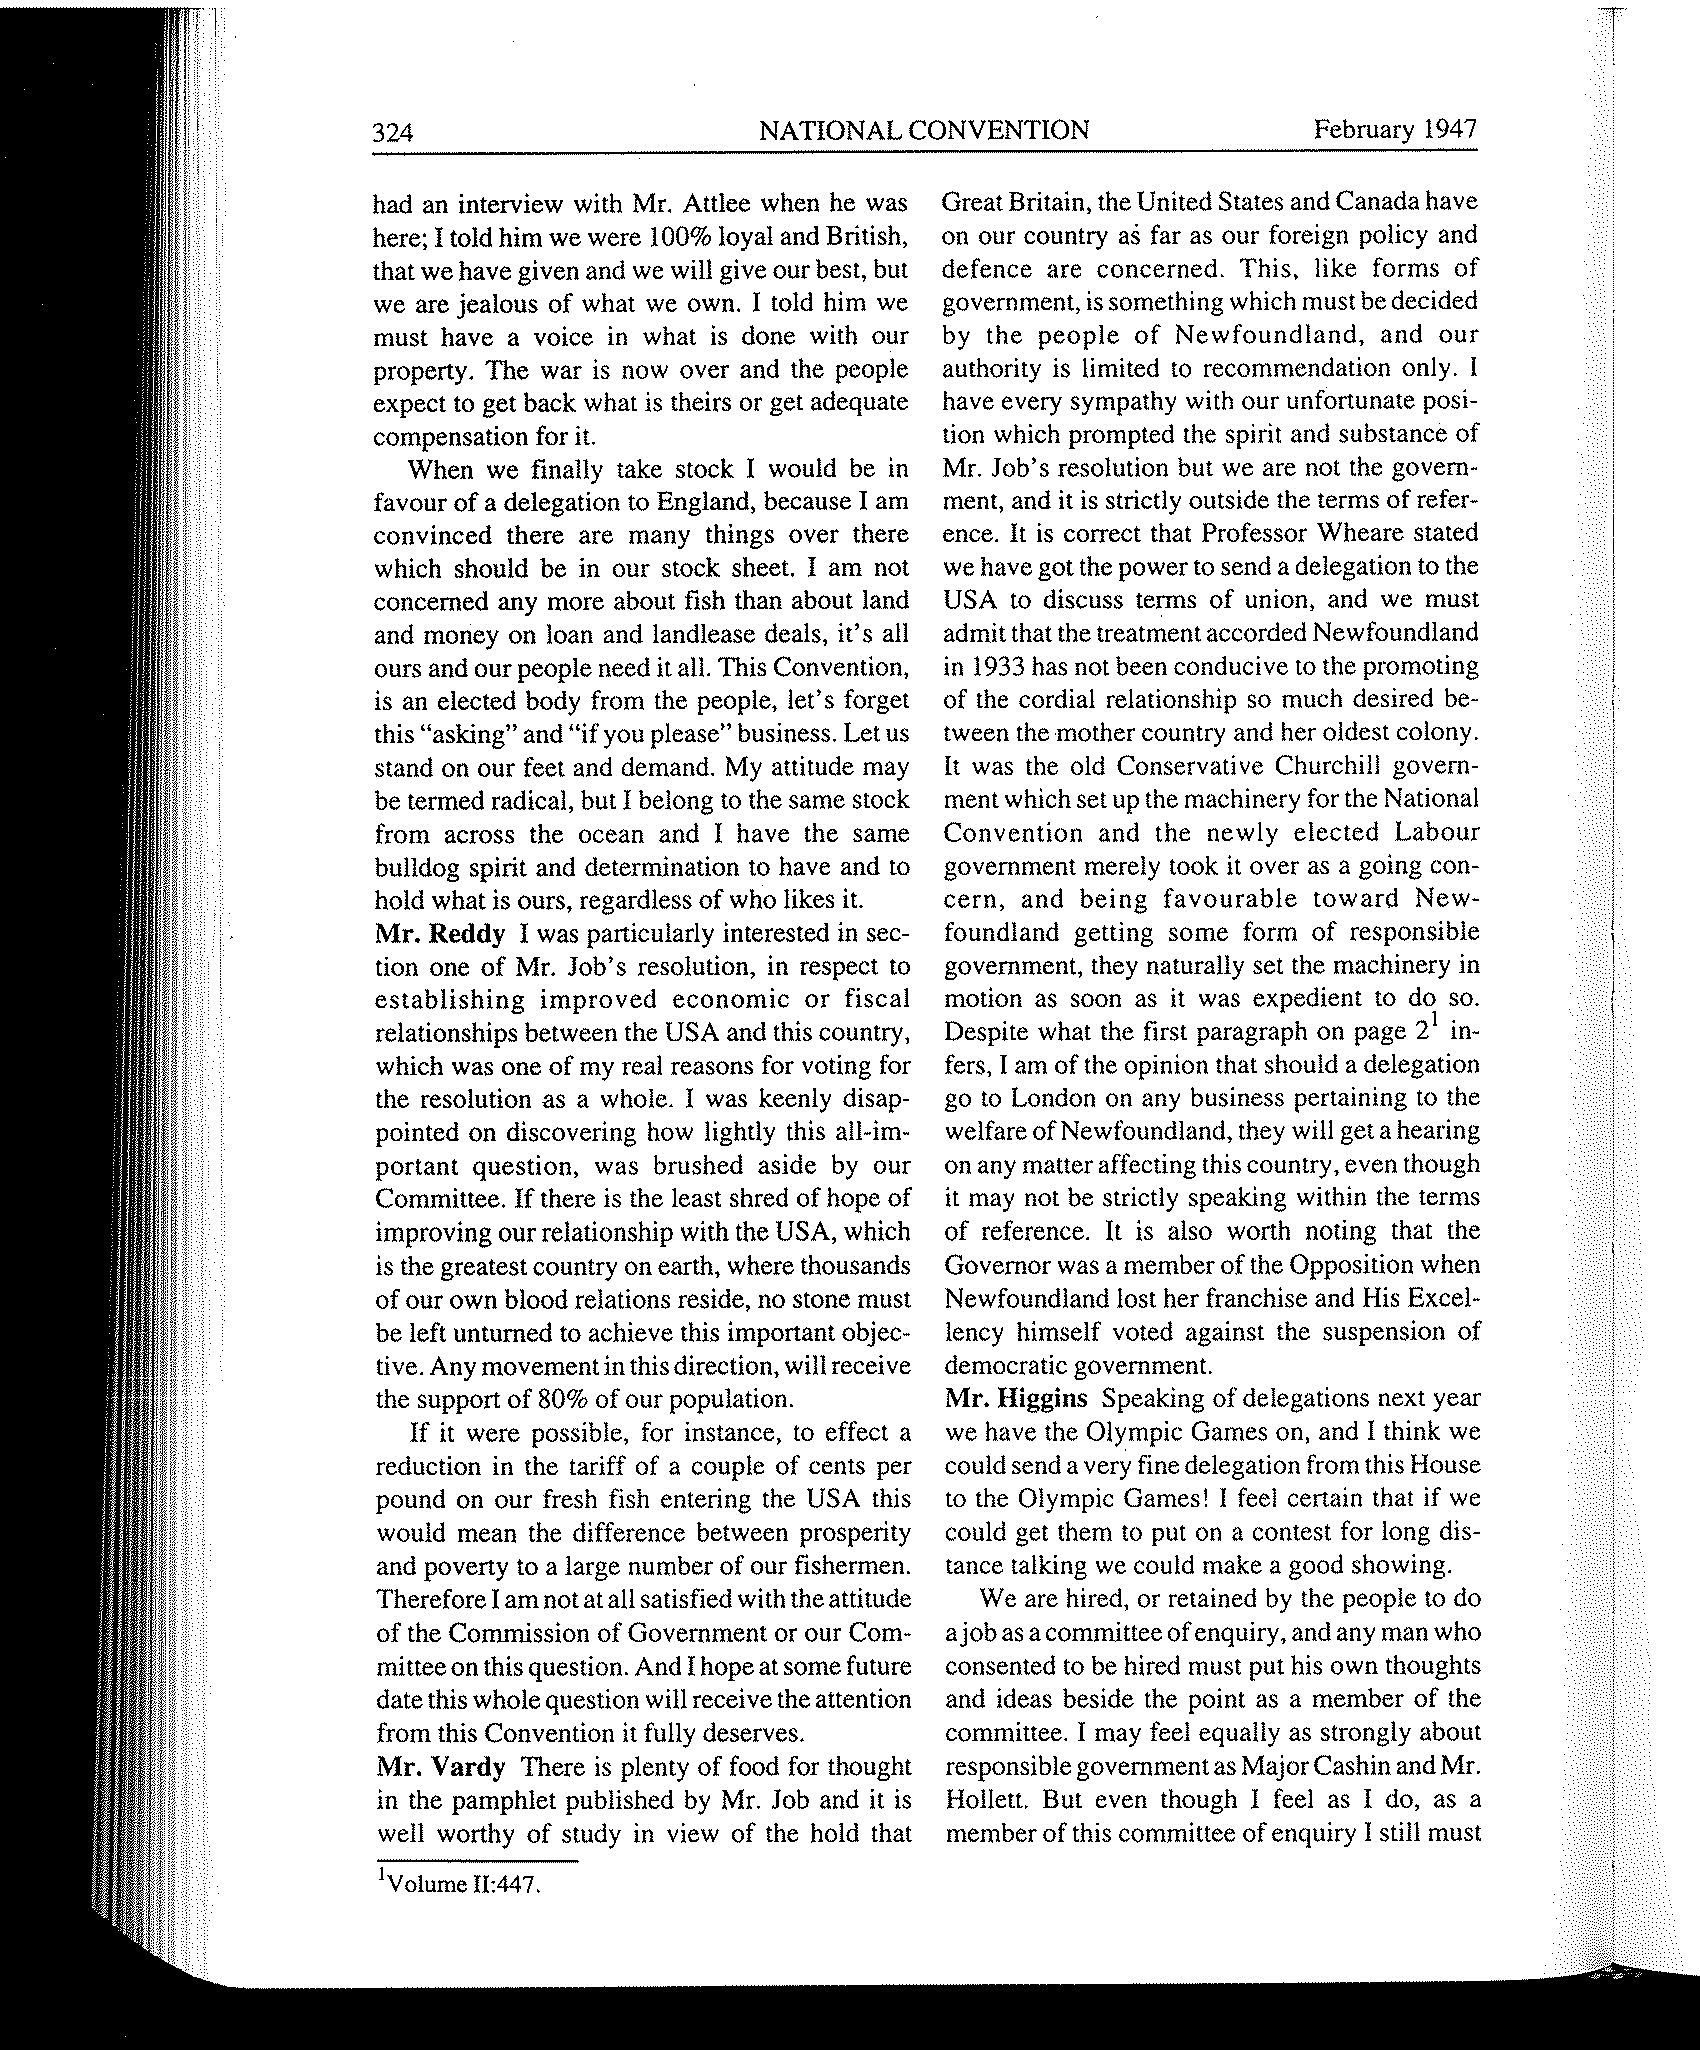 324
NATIONAL CONVENTION
February 1947
had an interview with Mr. Attlee when he was
here; I told him we were 100% loyal and British,
that we have given and we will give our best, but
we are jealous of what we own. I told him we
must have a voice in what is done with our
property. The war is now over and the people
expect to get back what is theirs or get adequate
compensation for it.
When we finally take stock I would be in
favour of a delegation to England, because I am
convinced there are many things over there
which should be in our stock sheet. I am not
concerned any more about fish than about land
and money on loan and landlease deals, it's all
ours and our people need it all. This Convention,
is an elected body from the people, let's forget
this "asking" and "if you please" business. Let us
stand on our feet and demand. My attitude may
be termed radical, but I belong to the same stock
from across the ocean and I have the same
bulldog spirit and determination to have and to
hold what is ours, regardless of who likes it.
Mr. Reddy I was particularly interested in sec-
tion one of Mr. Job's resolution, in respect to
establishing improved economic or fiscal
relationships between the USA and this country,
which was one of my real reasons for voting for
the resolution as a whole. I was keenly disap-
pointed on discovering how lightly this all-im-
portant question, was brushed aside by our
Committee. If there is the least shred of hope of
improving our relationship with the USA, which
is the greatest country on earth, where thousands
of our own blood relations reside, no stone must
be left unturned to achieve this important objec-
tive. Any movement in this direction, will receive
the support of 80% of our population.
If it were possible, for instance, to effect a
reduction in the tariff of a couple of cents per
pound on our fresh fish entering the USA this
would mean the difference between prosperity
and poverty to a large number of our fishermen.
Therefore I am not at all satisfied with the attitude
of the Commission of Government or our Com-
mittee on this question. And I hope at some future
date this whole question will receive the attention
from this Convention it fully deserves.
Mr. Vardy There is plenty of food for thought
in the pamphlet published by Mr. Job and it is
well worthy of study in view of the hold that
Great Britain, the United States and Canada have
on our country as far as our foreign policy and
defence are concerned. This, like forms of
government, is something which must be decided
by the people of Newfoundland, and our
authority is limited to recommendation only. I
have every sympathy with our unfortunate posi-
tion which prompted the spirit and substance of
Mr. Job's resolution but we are not the govern-
ment, and it is strictly outside the terms of refer-
ence. It is correct that Professor Wheare stated
we have got the power to send a delegation to the
USA to discuss terms of union, and we must
admit that the treatment accorded Newfoundland
in 1933 has not been conducive to the promoting
of the cordial relationship so much desired be-
tween the mother country and her oldest colony.
It was the old Conservative Churchill govern-
ment which set up the machinery for the National
Convention and the newly elected Labour
government merely took it over as a going con-
cern, and being favourable toward New-
foundland getting some form of responsible
government, they naturally set the machinery in
motion as soon as it was expedient to do so.
Despite what the first paragraph on page 2¹ in-
fers, I am of the opinion that should a delegation
go to London on any business pertaining to the
welfare of Newfoundland, they will get a hearing
on any matter affecting this country, even though
it may not be strictly speaking within the terms
of reference. It is also worth noting that the
Governor was a member of the Opposition when
Newfoundland lost her franchise and His Excel-
lency himself voted against the suspension of
democratic government.
Mr. Higgins Speaking of delegations next year
we have the Olympic Games on, and I think we
could send a very fine delegation from this House
to the Olympic Games! I feel certain that if we
could get them to put on a contest for long dis-
tance talking we could make a good showing.
We are hired, or retained by the people to do
a job as a committee of enquiry, and any man who
consented to be hired must put his own thoughts
and ideas beside the point as a member of the
committee. I may feel equally as strongly about
responsible government as Major Cashin and Mr.
Hollett. But even though I feel as I do, as a
member of this committee of enquiry I still must
¹Volume II:447.